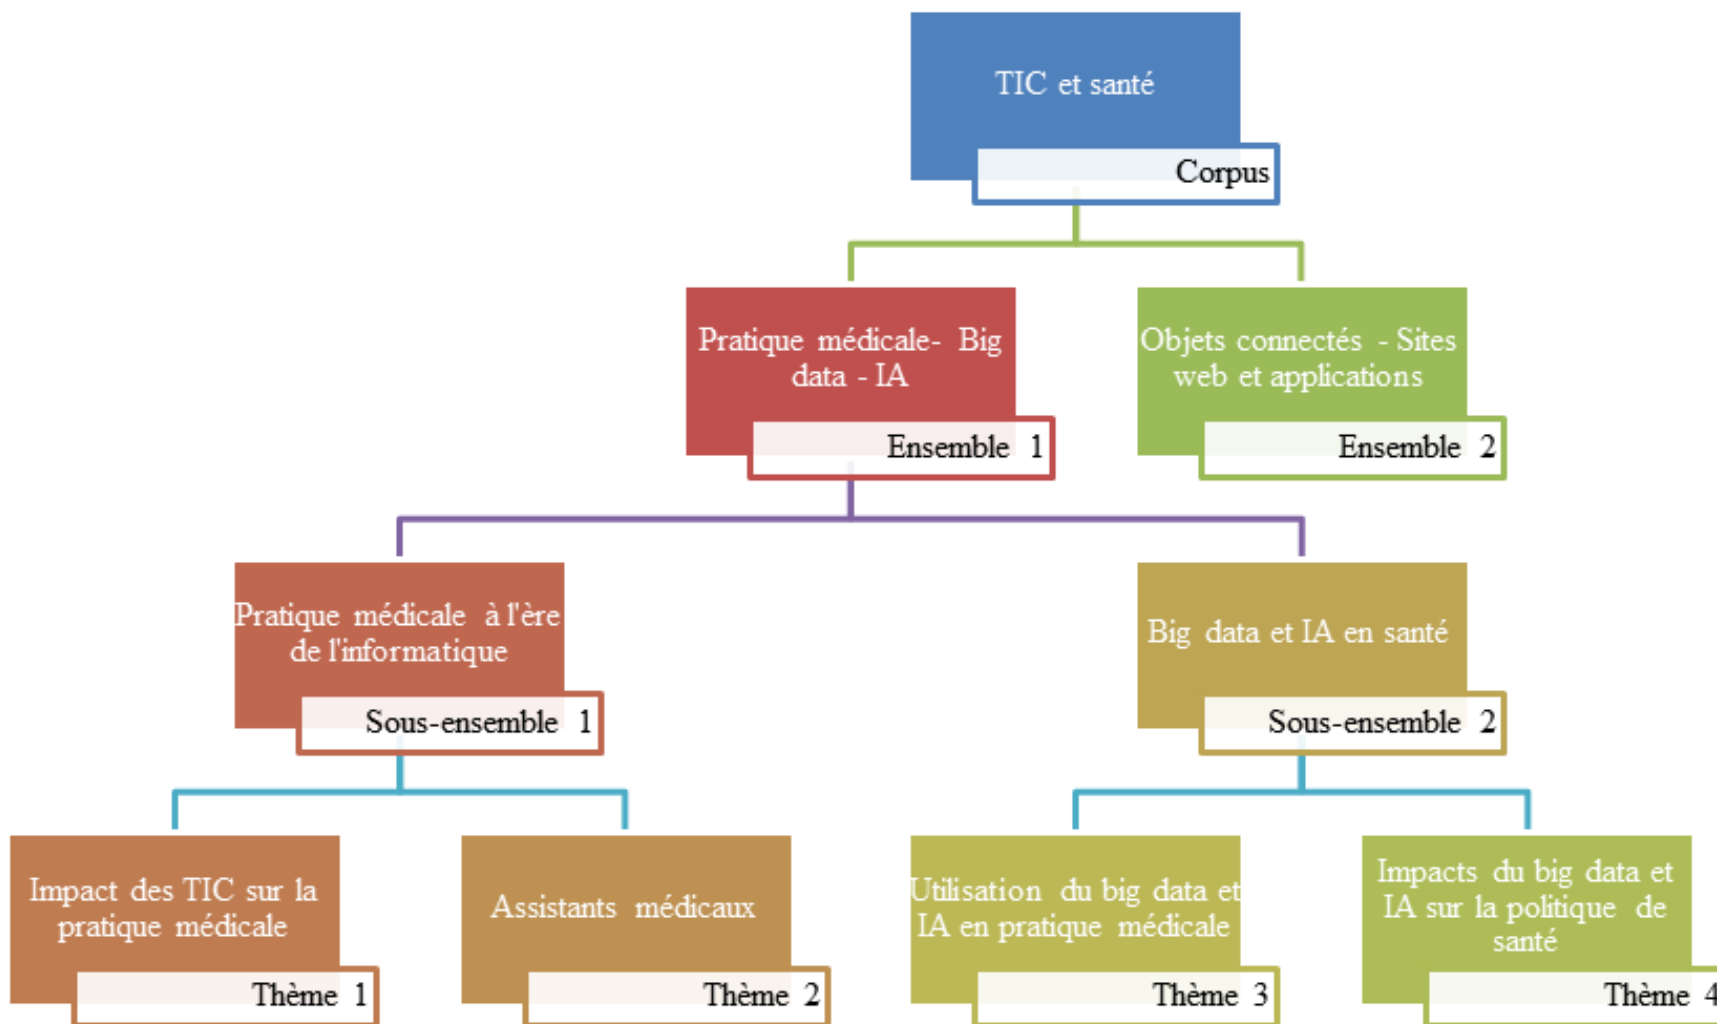 TIC et santé
Corpus
Pratique médicale- Big
data - IA
Ensemble 1
Objets connectés - Sites
web et applications
Ensemble 2
Pratique médicale à l'ère
de l'informatique
Sous-ensemble 1
Big data et IA en santé
Sous-ensemble 2
Impact des TIC sur la
pratique médicale
Thème 1
Assistants médicaux
Thème 2
Utilisation du big data et
IA en pratique médicale
Thème 3
Impacts du big data et
IA sur la politique de
santé
Thème 4